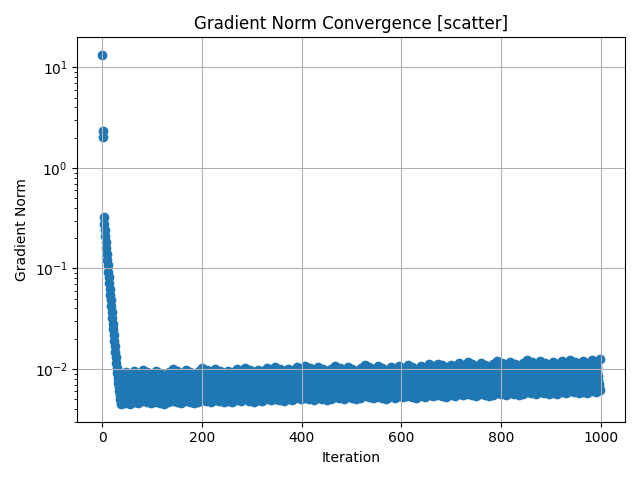 Gradient Norm Convergence [scatter]
10¹
10⁰
10⁻¹
10⁻²
Gradient Norm
0 200 400 600 800 1000
Iteration